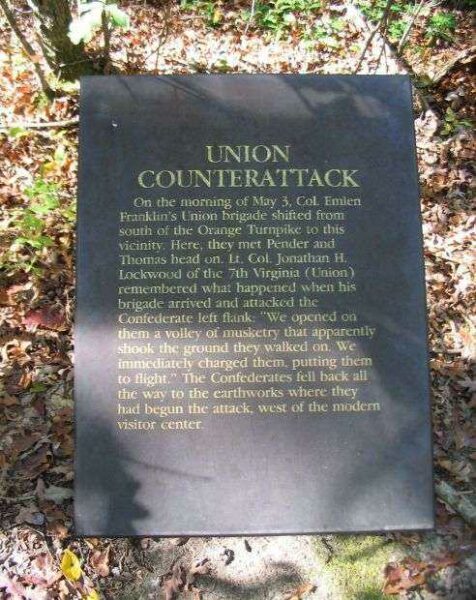 UNION
COUNTERATTACK
On the morning of May 3, Col. Emlen
Franklin's Union brigade shifted from
south of the Orange Turnpike to this
vicinity. Here, they met Pender and
Thomas head on. Lt. Col. Jonathan H.
Lockwood of the 7th Virginia (Union)
remembered what happened when his
brigade arrived and attacked the
Confederate left flank: "We opened on
them a volley of musketry that apparently
shook the ground they walked on. We
immediately charged them, putting them
to flight." The Confederates fell back all
the way to the earthworks where they
had begun the attack, west of the modern
visitor center.